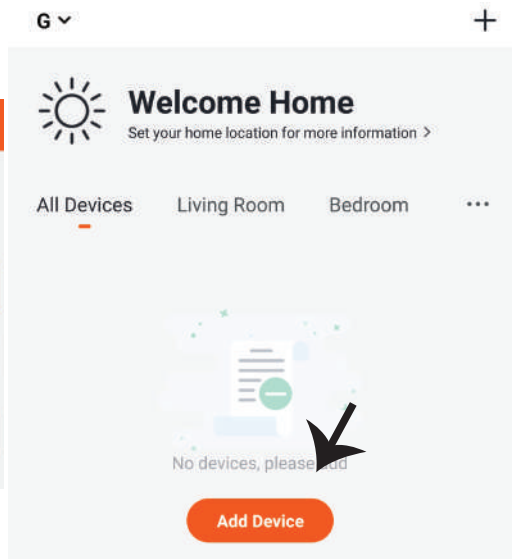 G
Welcome Home
Set your home location for more information >
All Devices Living Room Bedroom ...
No devices, please add
Add Device